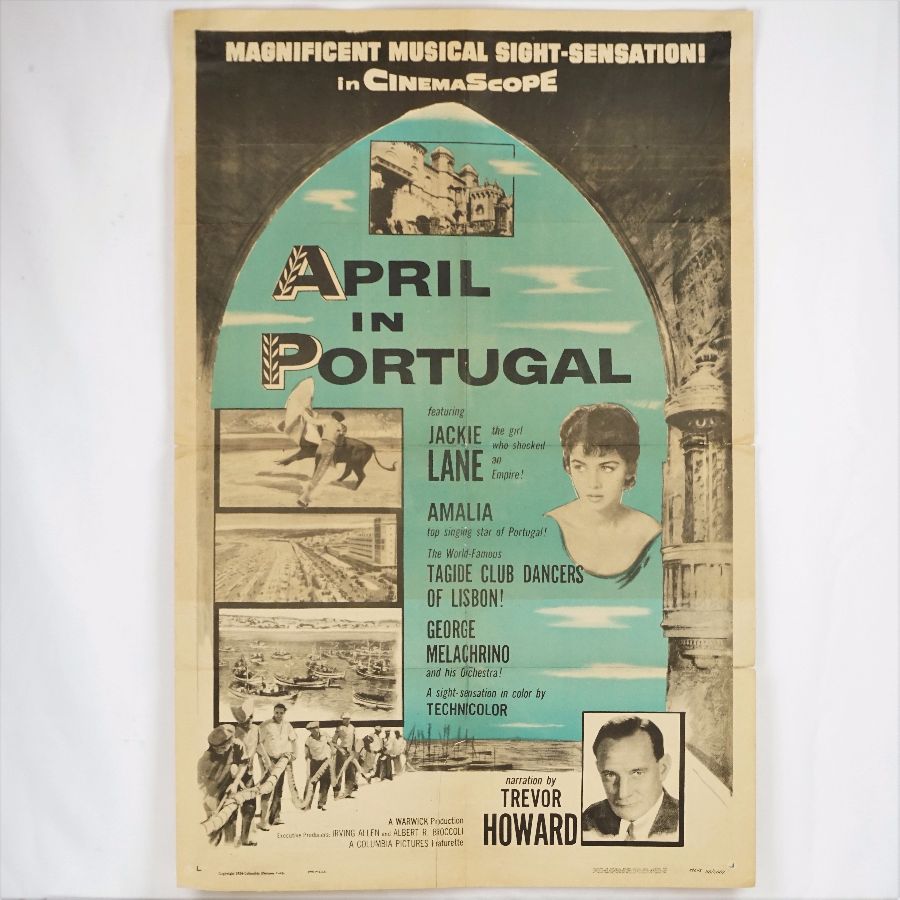 MAGNIFICENT MUSICAL SIGHT-SENSATION!
in CINEMASCOPE
APRIL
IN
PORTUGAL
featuring
JACKIE LANE
the girl
who shocked
an
Empire!
AMALIA
top singing star of Portugal!
The World-Famous
TAGIDE CLUB DANCERS
OF LISBON!
GEORGE
MELACHRINO
and his Orchestra!
A sight-sensation in color by
TECHNICOLOR
narration by
TREVOR
HOWARD
A WARWICK Production
Executive Producers: IRVING ALLEN and ALBERT R. BROCCOLI
A COLUMBIA PICTURES Featurette